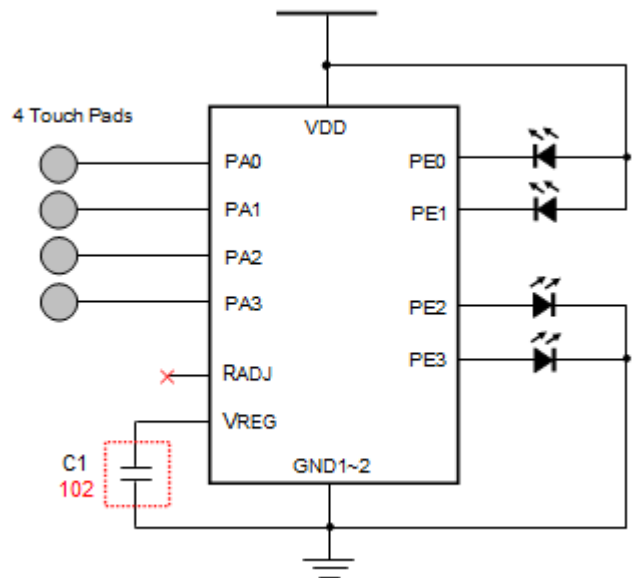 4 Touch Pads
VDD
PA0
PA1
PA2
PA3
RADJ
VREG
PE0
PE1
PE2
PE3
GND1~2
C1
102